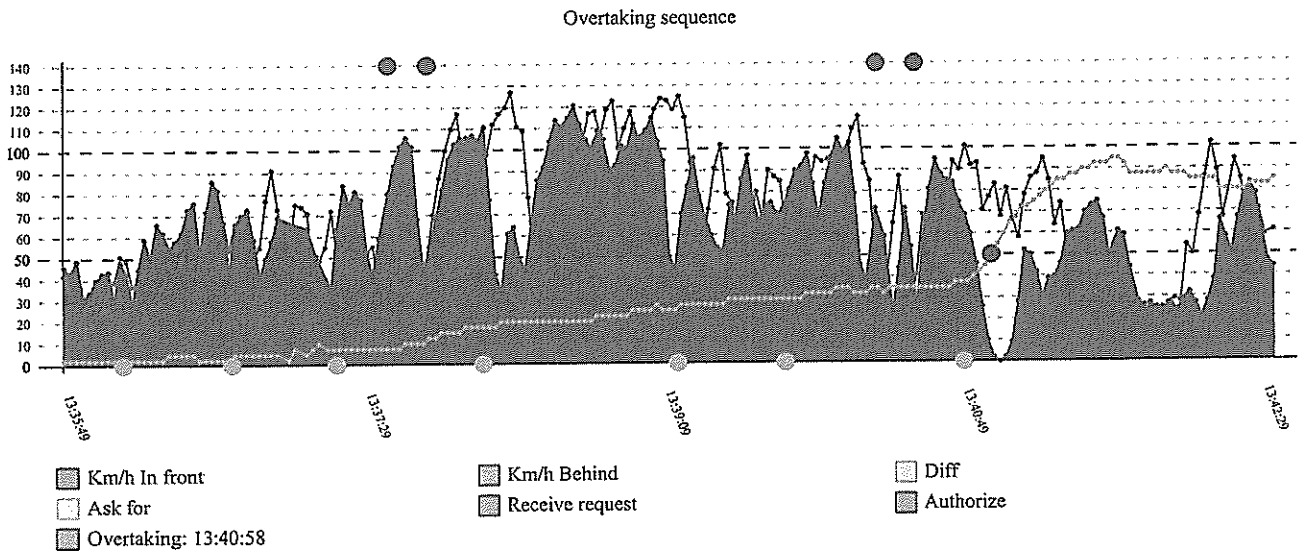 Overtaking sequence
140
130
120
110
100
90
80
70
60
50
40
30
20
10
0
13:35:49
13:37:29
13:39:09
13:40:49
13:42:29
Km/h In front
Km/h Behind
Diff
Ask for
Receive request
Authorize
Overtaking: 13:40:58